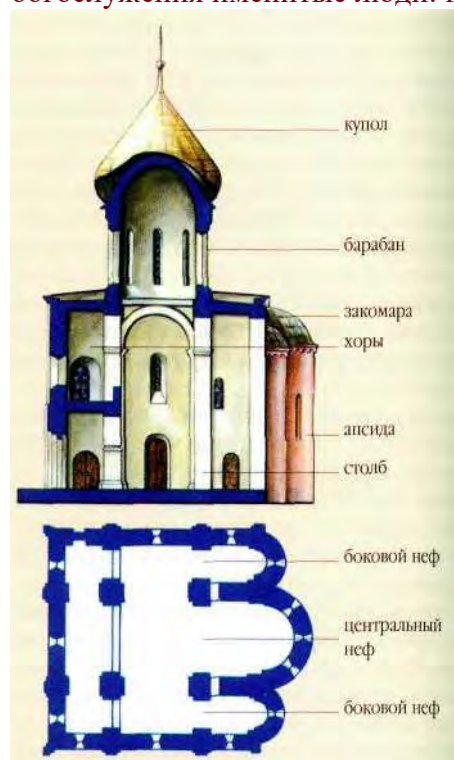 богослужения именитые люди.
купол
барабан
закомара
хоры
апсида
столб
боковой неф
центральный
неф
боковой неф